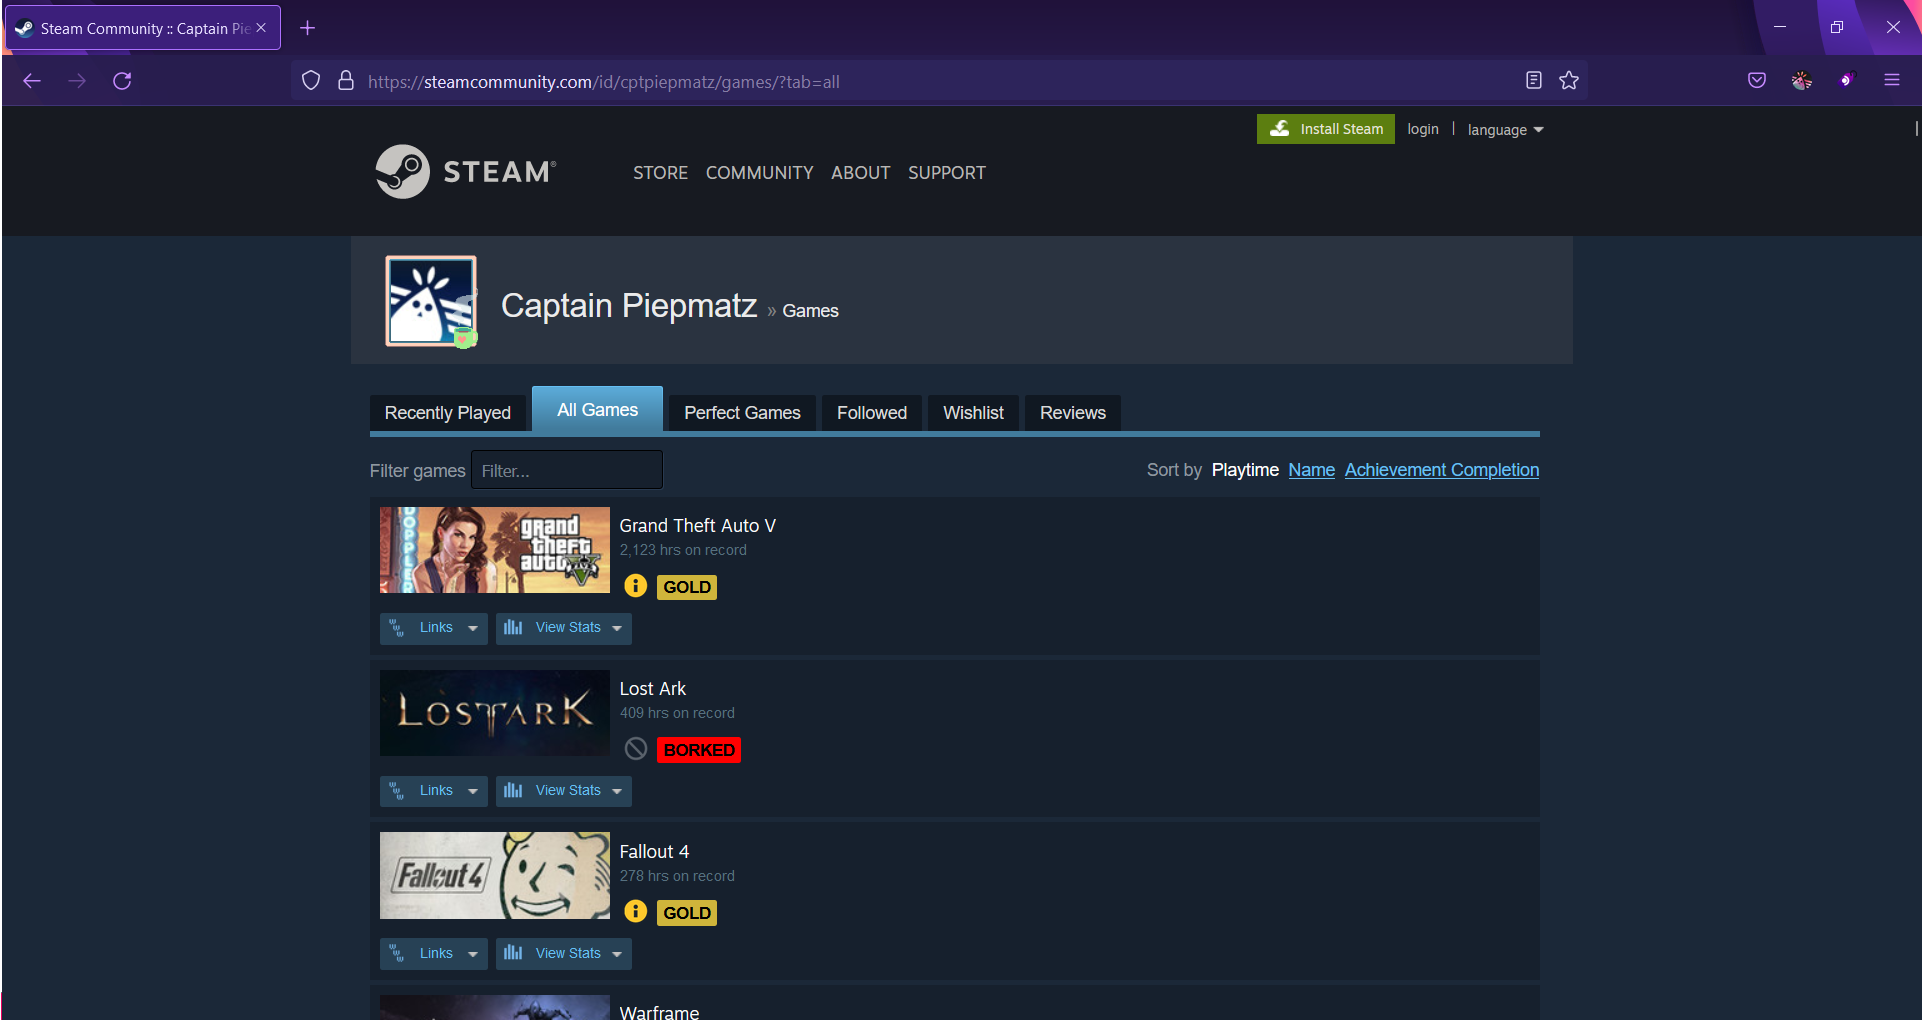 Steam Community :: Captain Pie
https://steamcommunity.com/id/cptpiepmatz/games/?tab=all
Install Steam login | language
STEAM®
STORE COMMUNITY ABOUT SUPPORT
Captain Piepmatz » Games
Recently Played All Games Perfect Games Followed Wishlist Reviews
Filter games Filter... Sort by Playtime Name Achievement Completion
DOPPLER
grand theft auto V
Grand Theft Auto V
2,123 hrs on record
GOLD
Links View Stats
LOST ARK
Lost Ark
409 hrs on record
BORKED
Links View Stats
Fallout 4
Fallout 4
278 hrs on record
GOLD
Links View Stats
Warframe